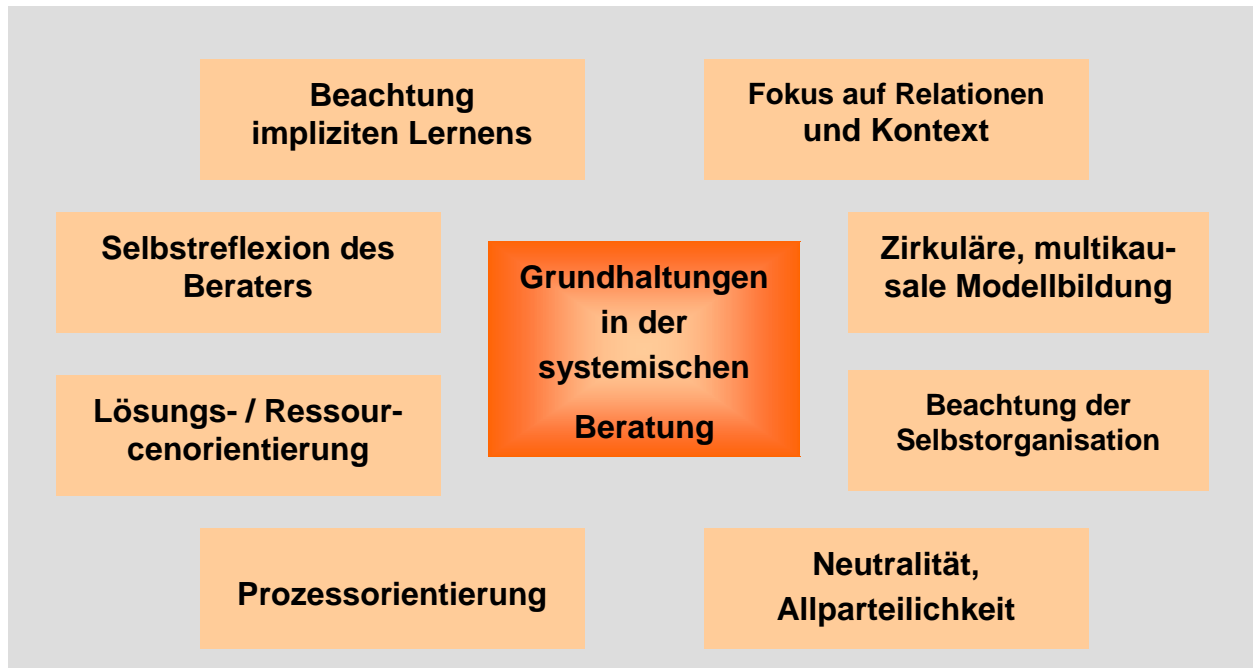 Beachtung
impliziten Lernens
Fokus auf Relationen
und Kontext
Selbstreflexion des
Beraters
Grundhaltungen
in der
systemischen
Beratung
Zirkuläre, multikau-
sale Modellbildung
Lösungs- / Ressour-
cenorientierung
Beachtung der
Selbstorganisation
Prozessorientierung
Neutralität,
Allparteilichkeit